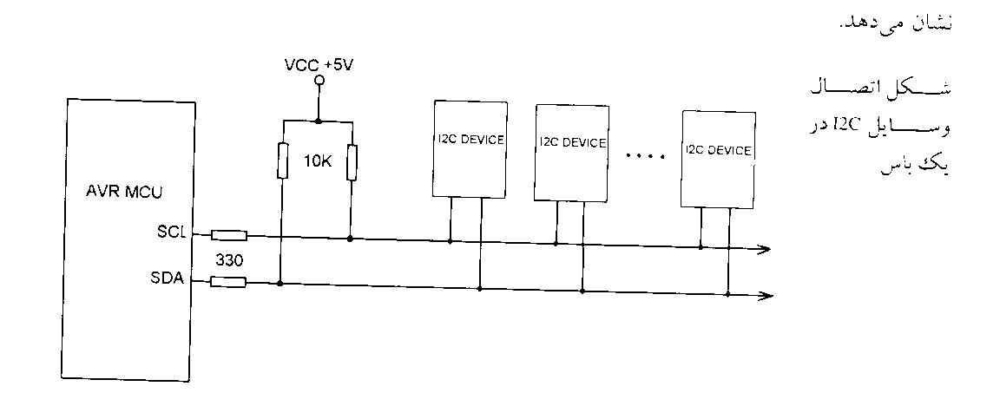 نشان می‌دهد.
شکل اتصال
وسایل I2C در
یک باس
VCC +5V
10K
I2C DEVICE
I2C DEVICE
....
I2C DEVICE
AVR MCU
SCL
330
SDA